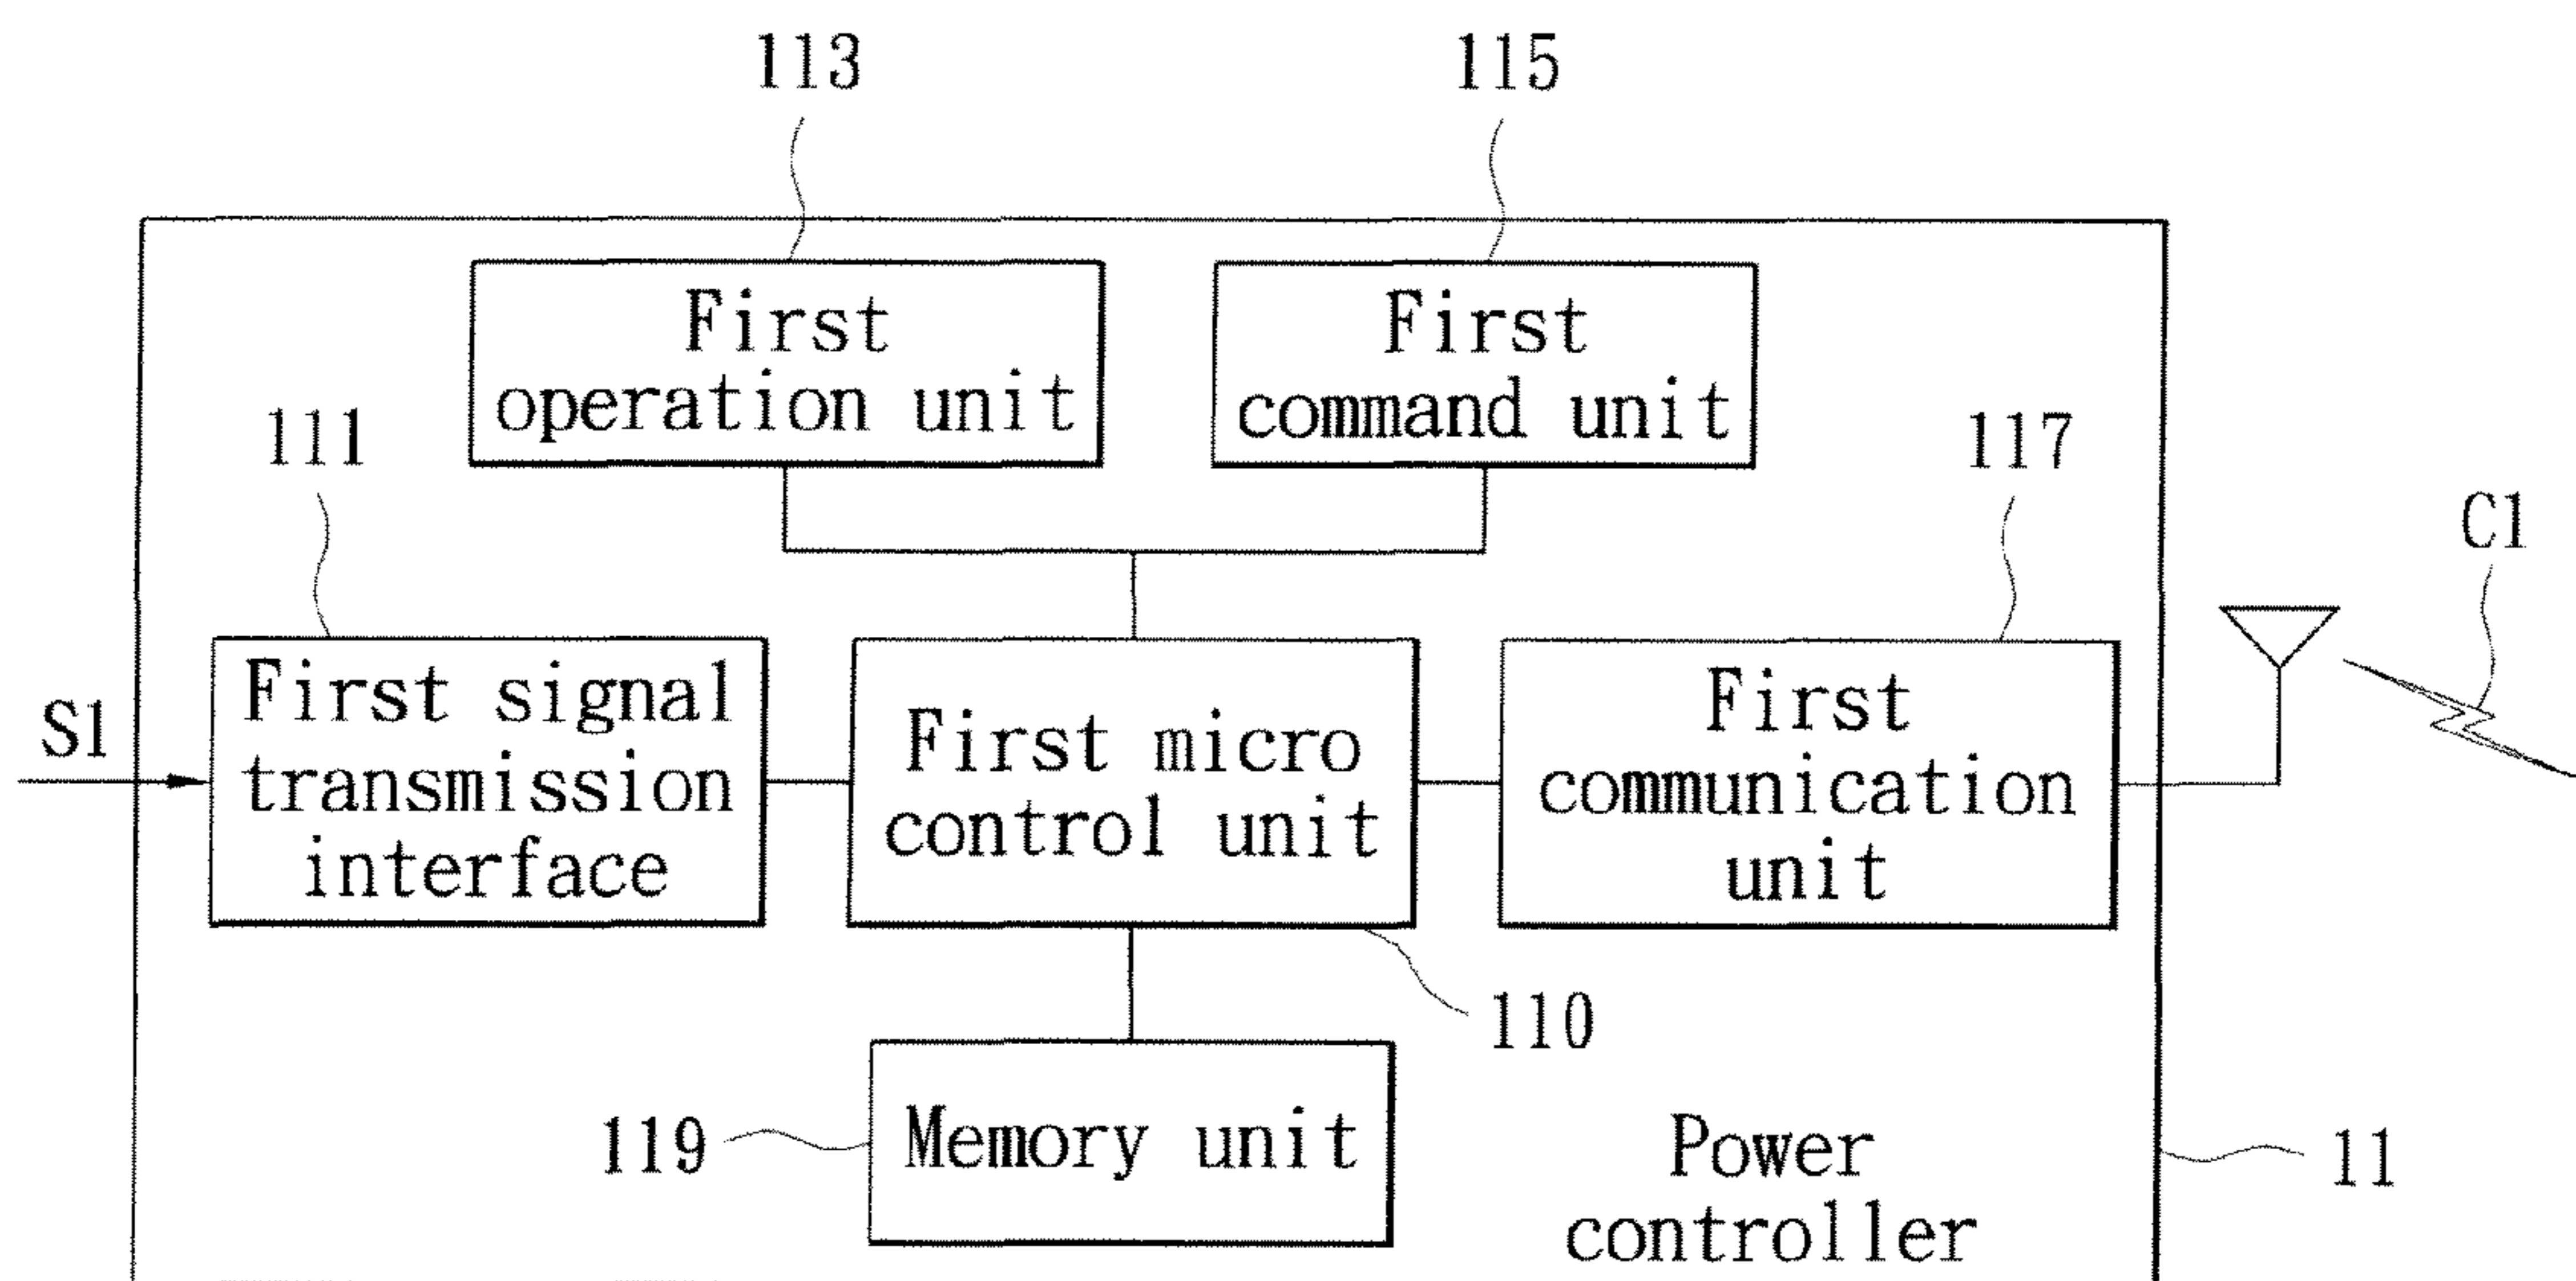 113
115
First
operation unit
First
command unit
111
117
C1
S1
First signal
transmission
interface
First micro
control unit
First
communication
unit
110
119
Memory unit
Power
controller
11